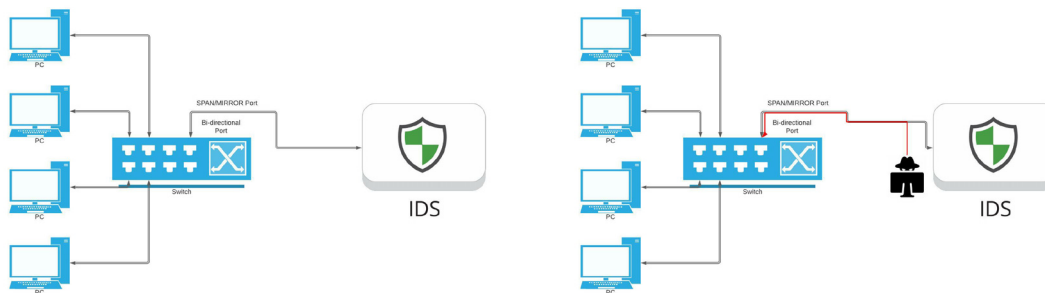 PC
PC
SPAN/MIRROR Port
Bi-directional
Port
PC
Switch
IDS
PC
PC
PC
SPAN/MIRROR Port
Bi-directional
Port
PC
Switch
IDS
PC